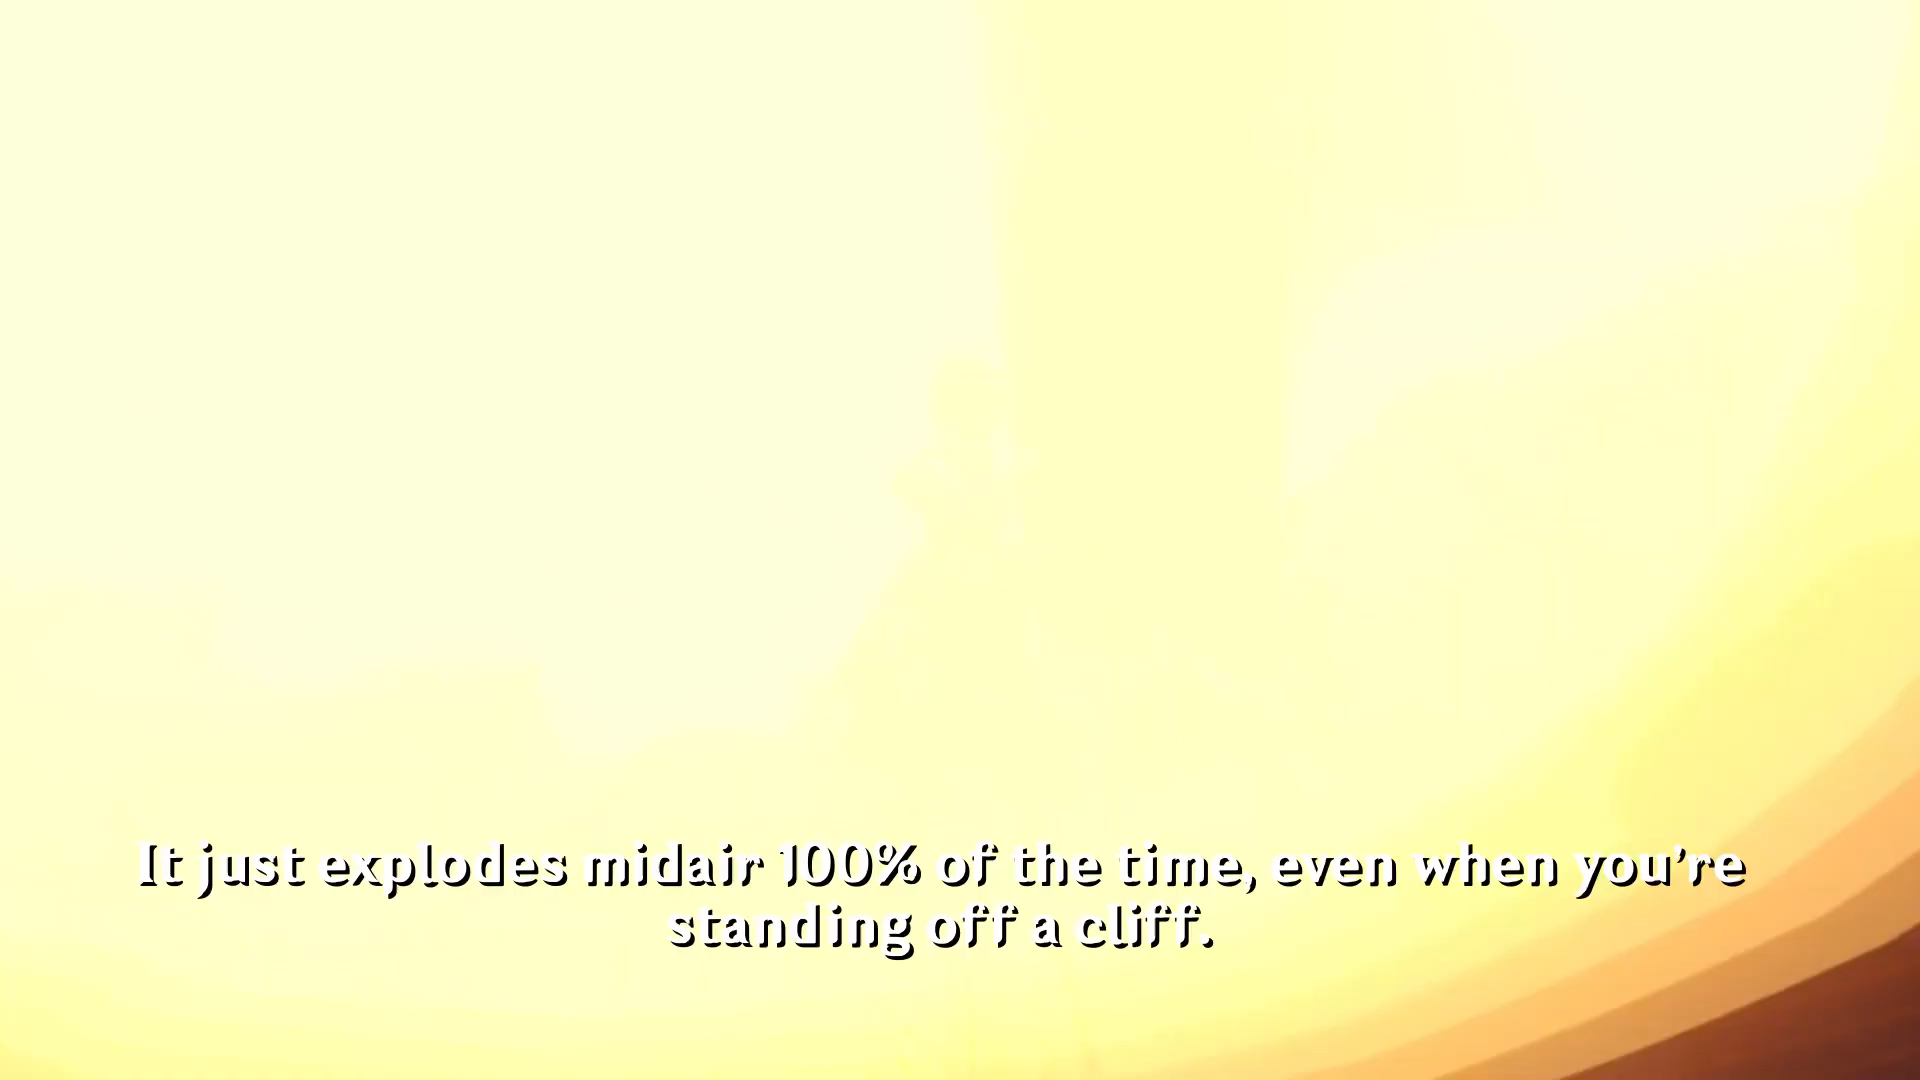 It just explodes midair 100% of the time, even when you're
standing off a cliff.